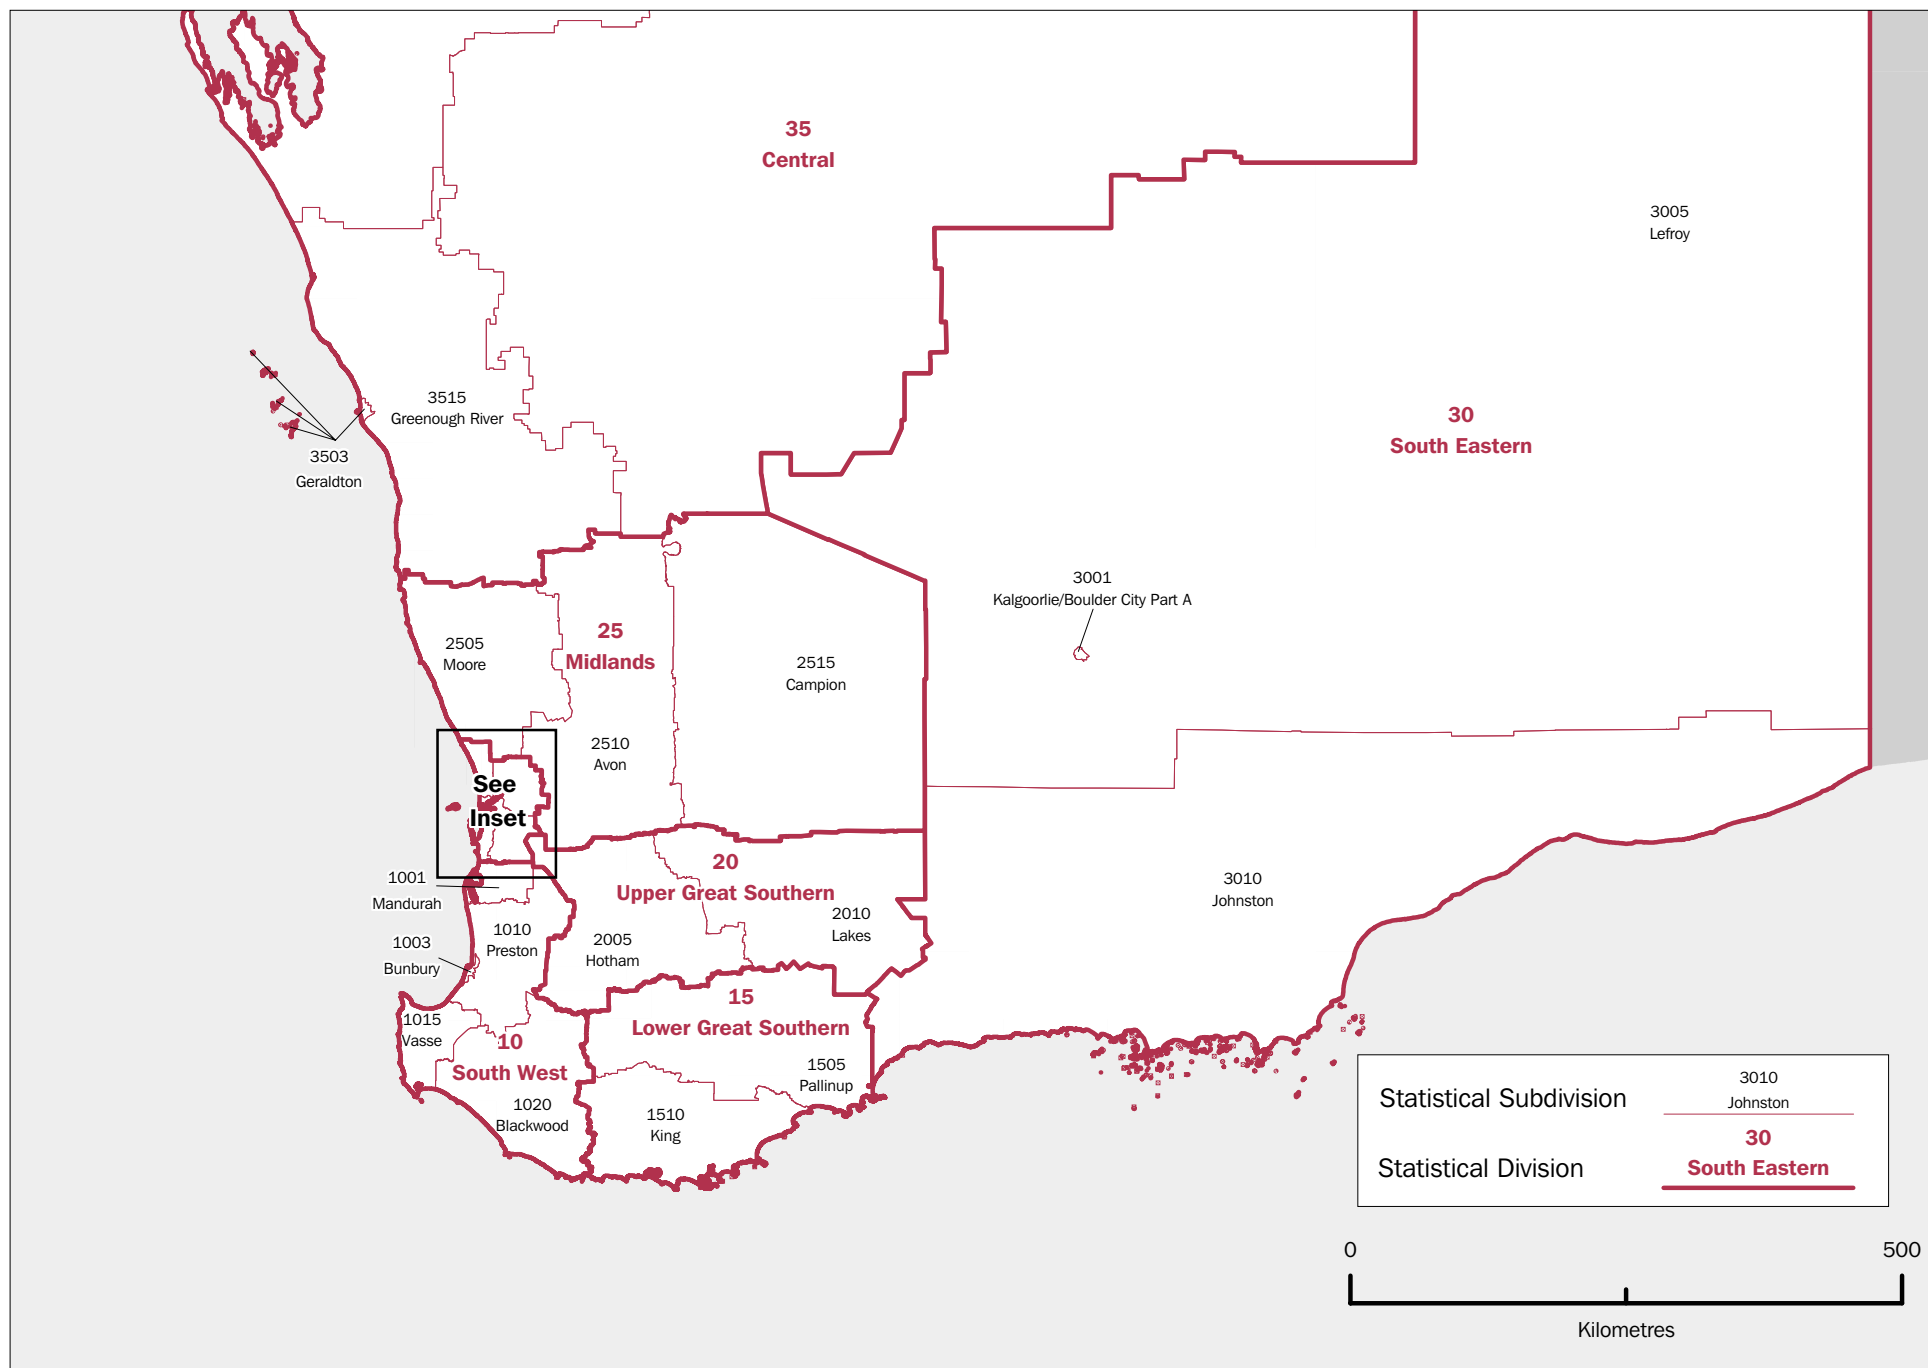 35
Central
3005
Lefroy
3515
Greenough River
30
South Eastern
3503
Geraldton
3001
Kalgoorlie/Boulder City Part A
25
Midlands
2505
Moore
2515
Campion
2510
Avon
See
Inset
20
Upper Great Southern
1001
Mandurah
3010
Johnston
2010
Lakes
1010
Preston
2005
Hotham
1003
Bunbury
15
Lower Great Southern
1015
Vasse
10
South West
1505
Pallinup
1020
Blackwood
1510
King
Statistical Subdivision
3010
Johnston
Statistical Division
30
South Eastern
0 500
Kilometres